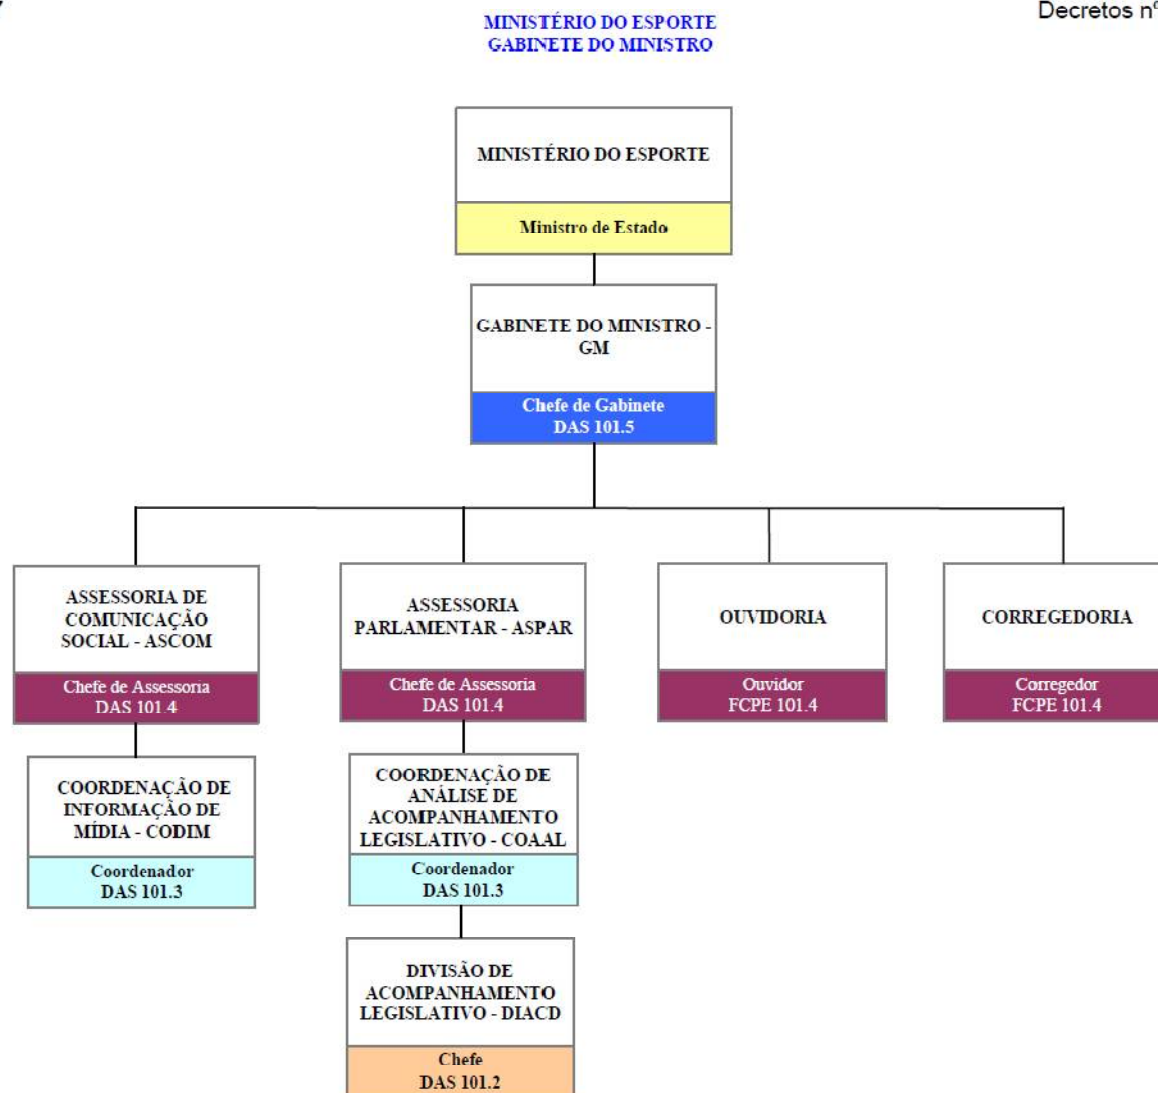 Decretos nº
MINISTÉRIO DO ESPORTE
GABINETE DO MINISTRO
MINISTÉRIO DO ESPORTE
Ministro de Estado
GABINETE DO MINISTRO -
GM
Chefe de Gabinete
DAS 101.5
ASSESSORIA DE
COMUNICAÇÃO
SOCIAL - ASCOM
Chefe de Assessoria
DAS 101.4
ASSESSORIA
PARLAMENTAR - ASPAR
Chefe de Assessoria
DAS 101.4
OUVIDORIA
Ouvidor
FCPE 101.4
CORREGEDORIA
Corregedor
FCPE 101.4
COORDENAÇÃO DE
INFORMAÇÃO DE
MÍDIA - CODIM
Coordenador
DAS 101.3
COORDENAÇÃO DE
ANÁLISE DE
ACOMPANHAMENTO
LEGISLATIVO - COAAL
Coordenador
DAS 101.3
DIVISÃO DE
ACOMPANHAMENTO
LEGISLATIVO - DIACD
Chefe
DAS 101.2